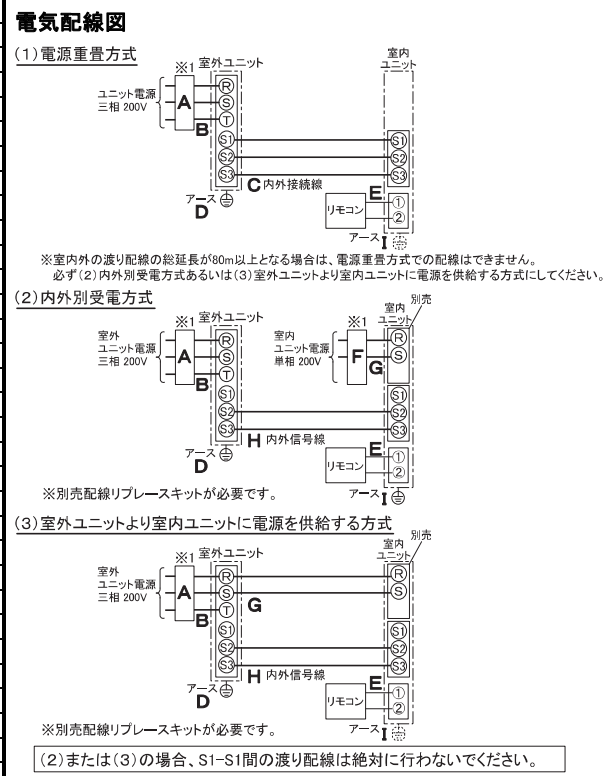 電気配線図
(1)電源重畳方式
※1 室外ユニット
室内
ユニット
ユニット電源
三相 200V
A
B
R
S
T
S1
S2
S3
S1
S2
S3
C 内外接続線
アース
D
E
リモコン
①
②
アース I
※室内外の渡り配線の総延長が80m以上となる場合は、電源重畳方式での配線はできません。
必ず(2)内外別受電方式あるいは(3)室外ユニットより室内ユニットに電源を供給する方式にしてください。
(2)内外別受電方式
※1 室外ユニット
※1
室内
ユニット
別売
室外
ユニット電源
三相 200V
A
B
R
S
T
S1
S2
S3
室内
ユニット電源
単相 200V
F
G
R
S
S1
S2
S3
H 内外信号線
アース
D
E
リモコン
①
②
アース I
※別売配線リプレースキットが必要です。
(3)室外ユニットより室内ユニットに電源を供給する方式
※1 室外ユニット
室内
ユニット
別売
室外
ユニット電源
三相 200V
A
B
R
S
T
S1
S2
S3
G
R
S
S1
S2
S3
H 内外信号線
アース
D
E
リモコン
①
②
アース I
※別売配線リプレースキットが必要です。
(2)または(3)の場合、S1-S1間の渡り配線は絶対に行わないでください。